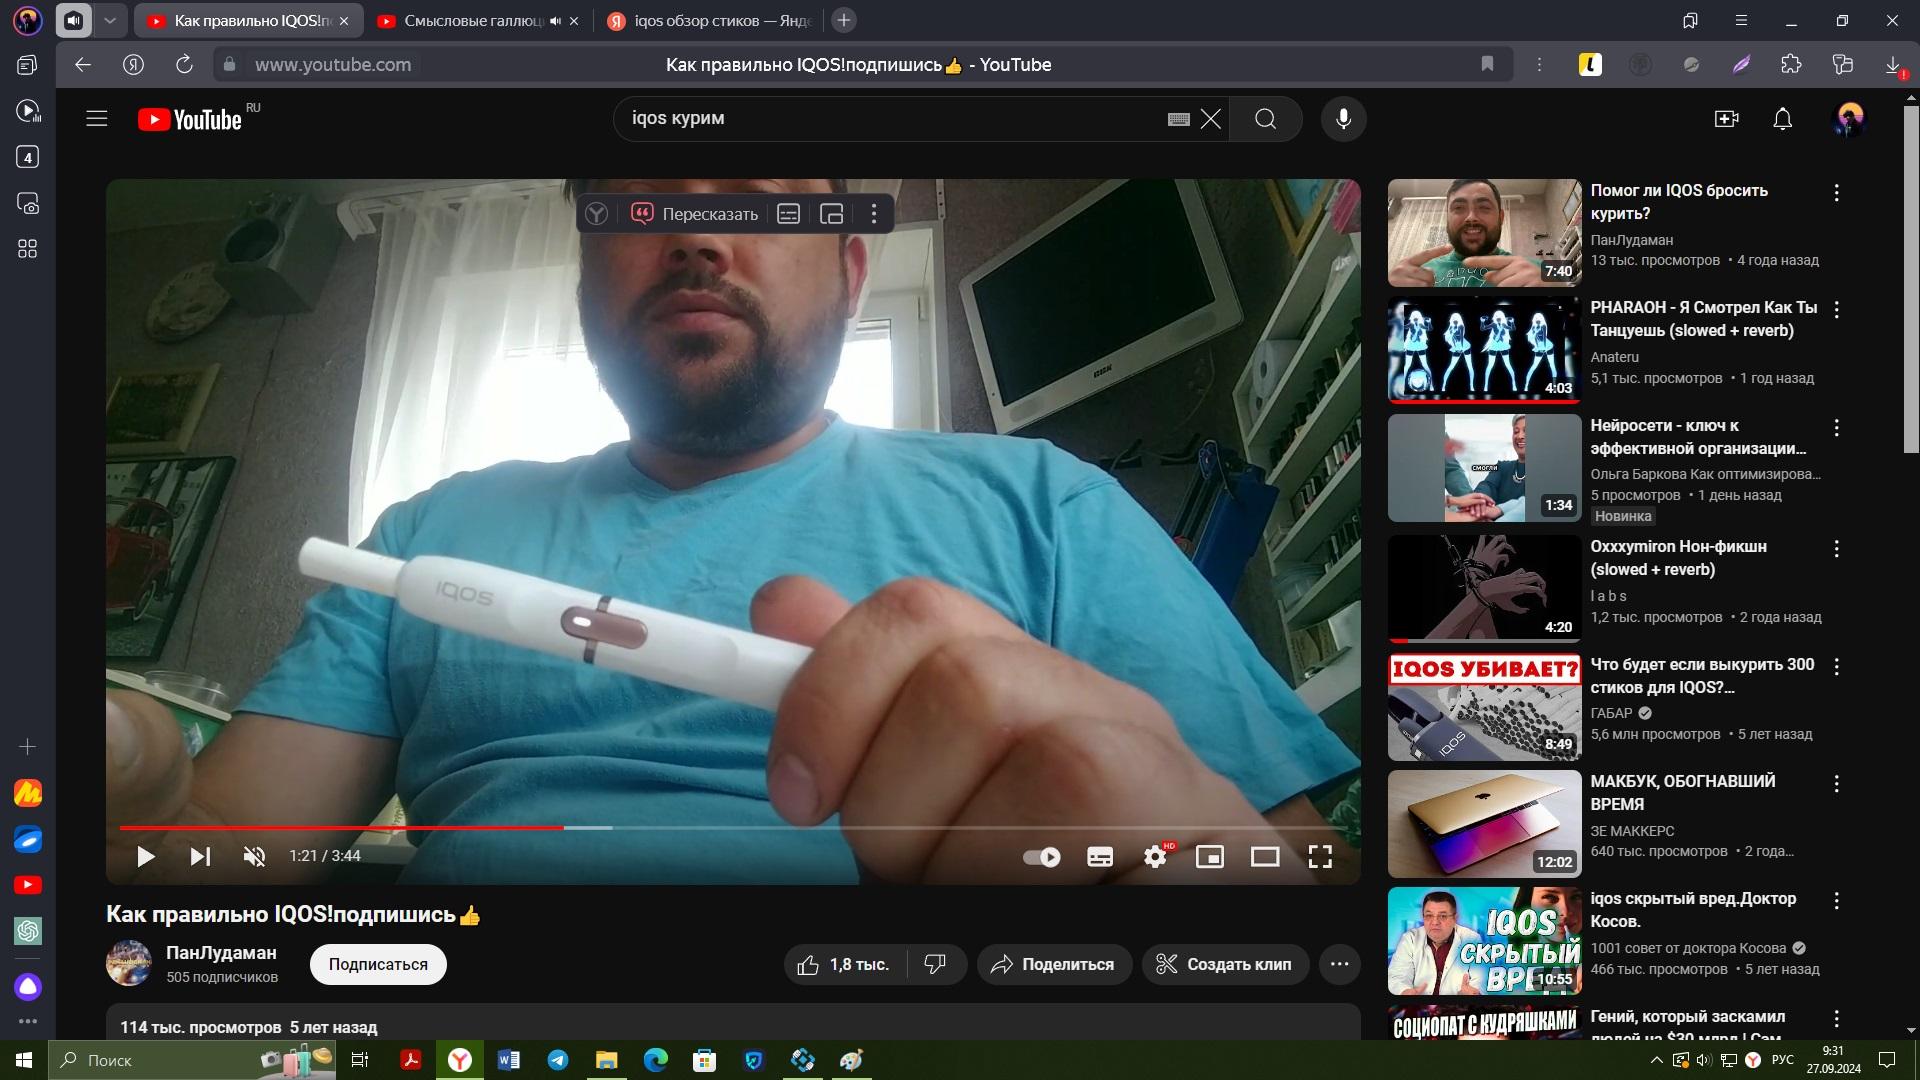 Как правильно IQOS!п
Смысловые галлюц
iqos обзор стиков — Янд
www.youtube.com
Как правильно IQOS!подпишись👍 - YouTube
4
YouTube RU
iqos курим
Пересказать
IQOS
BBK
1:21 / 3:44
HD
Как правильно IQOS!подпишись👍
ПанЛудаман
505 подписчиков
Подписаться
1,8 тыс.
Поделиться
Создать клип
114 тыс. просмотров 5 лет назад
7:40
Помог ли IQOS бросить
курить?
ПанЛудаман
13 тыс. просмотров • 4 года назад
4:03
PHARAOH - Я Смотрел Как Ты
Танцуешь (slowed + reverb)
Anateru
5,1 тыс. просмотров • 1 год назад
смогли
1:34
Нейросети - ключ к
эффективной организации...
Ольга Баркова Как оптимизирова...
5 просмотров • 1 день назад
Новинка
4:20
Oxxxymiron Нон-фикшн
(slowed + reverb)
l a b s
1,2 тыс. просмотров • 2 года назад
IQOS УБИВАЕТ?
IQOS
8:49
Что будет если выкурить 300
стиков для IQOS?...
ГАБАР
5,6 млн просмотров • 5 лет назад
12:02
МАКБУК, ОБОГНАВШИЙ
ВРЕМЯ
ЗЕ МАККЕРС
640 тыс. просмотров • 2 года...
IQOS
СКРЫТЫЙ
ВРЕД
10:55
iqos скрытый вред.Доктор
Косов.
1001 совет от доктора Косова
466 тыс. просмотров • 5 лет назад
СОЦИОПАТ С КУДРЯШКАМИ
Гений, который заскамил
людей на $30 млрд | Сэм
Поиск
РУС
9:31
27.09.2024